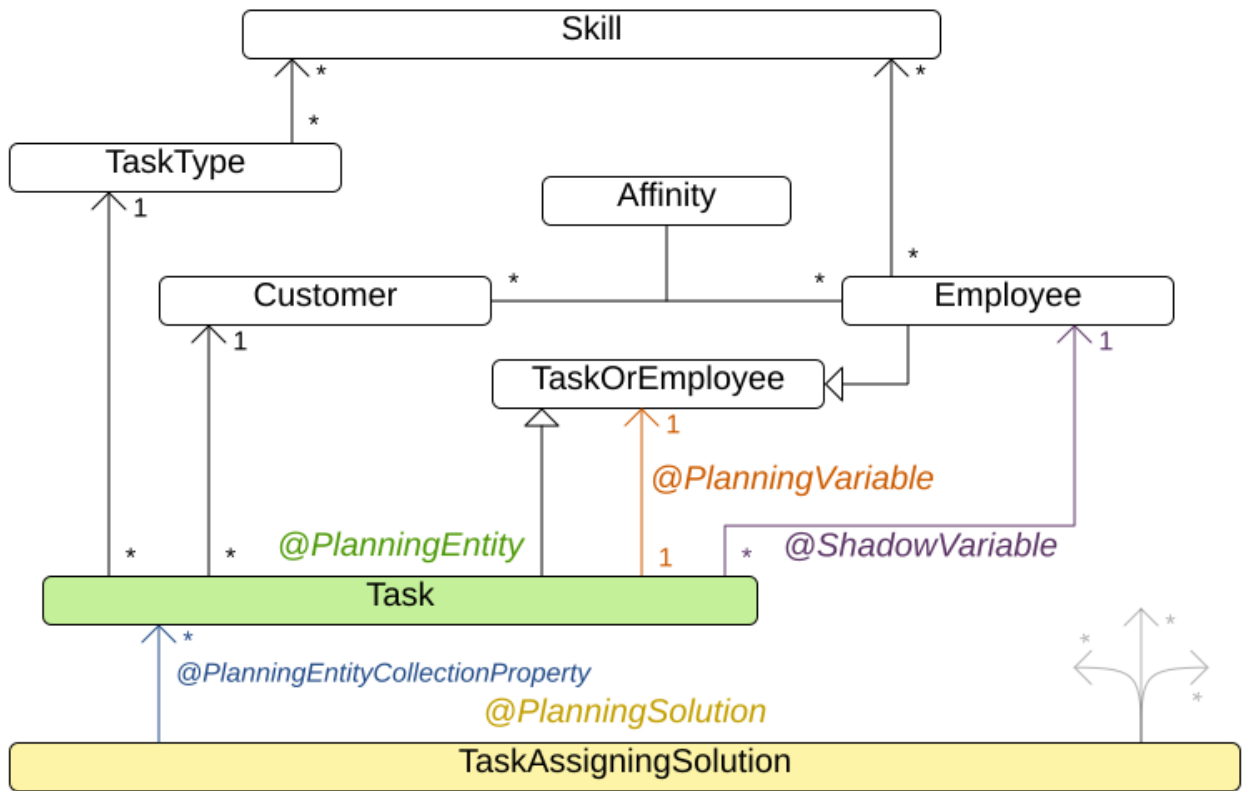 Skill
*
*
*
TaskType
1
Affinity
*
Customer
*
*
Employee
1
1
TaskOrEmployee
1
@PlanningVariable
*
*
@PlanningEntity
1
*
@ShadowVariable
Task
*
@PlanningEntityCollectionProperty
*
*
*
@PlanningSolution
TaskAssigningSolution